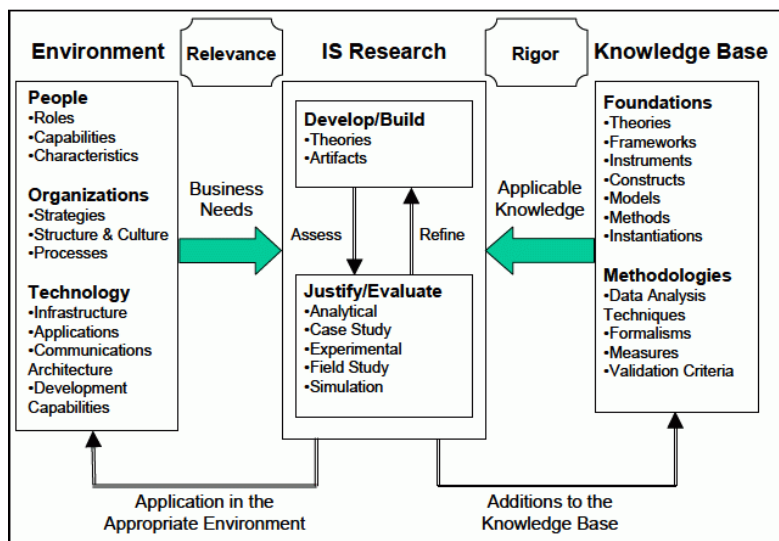 Environment
Relevance
IS Research
Rigor
Knowledge Base
People
•Roles
•Capabilities
•Characteristics
Organizations
•Strategies
•Structure & Culture
•Processes
Technology
•Infrastructure
•Applications
•Communications
Architecture
•Development
Capabilities
Business
Needs
Develop/Build
•Theories
•Artifacts
Assess
Refine
Justify/Evaluate
•Analytical
•Case Study
•Experimental
•Field Study
•Simulation
Applicable
Knowledge
Foundations
•Theories
•Frameworks
•Instruments
•Constructs
•Models
•Methods
•Instantiations
Methodologies
•Data Analysis
Techniques
•Formalisms
•Measures
•Validation Criteria
Application in the
Appropriate Environment
Additions to the
Knowledge Base